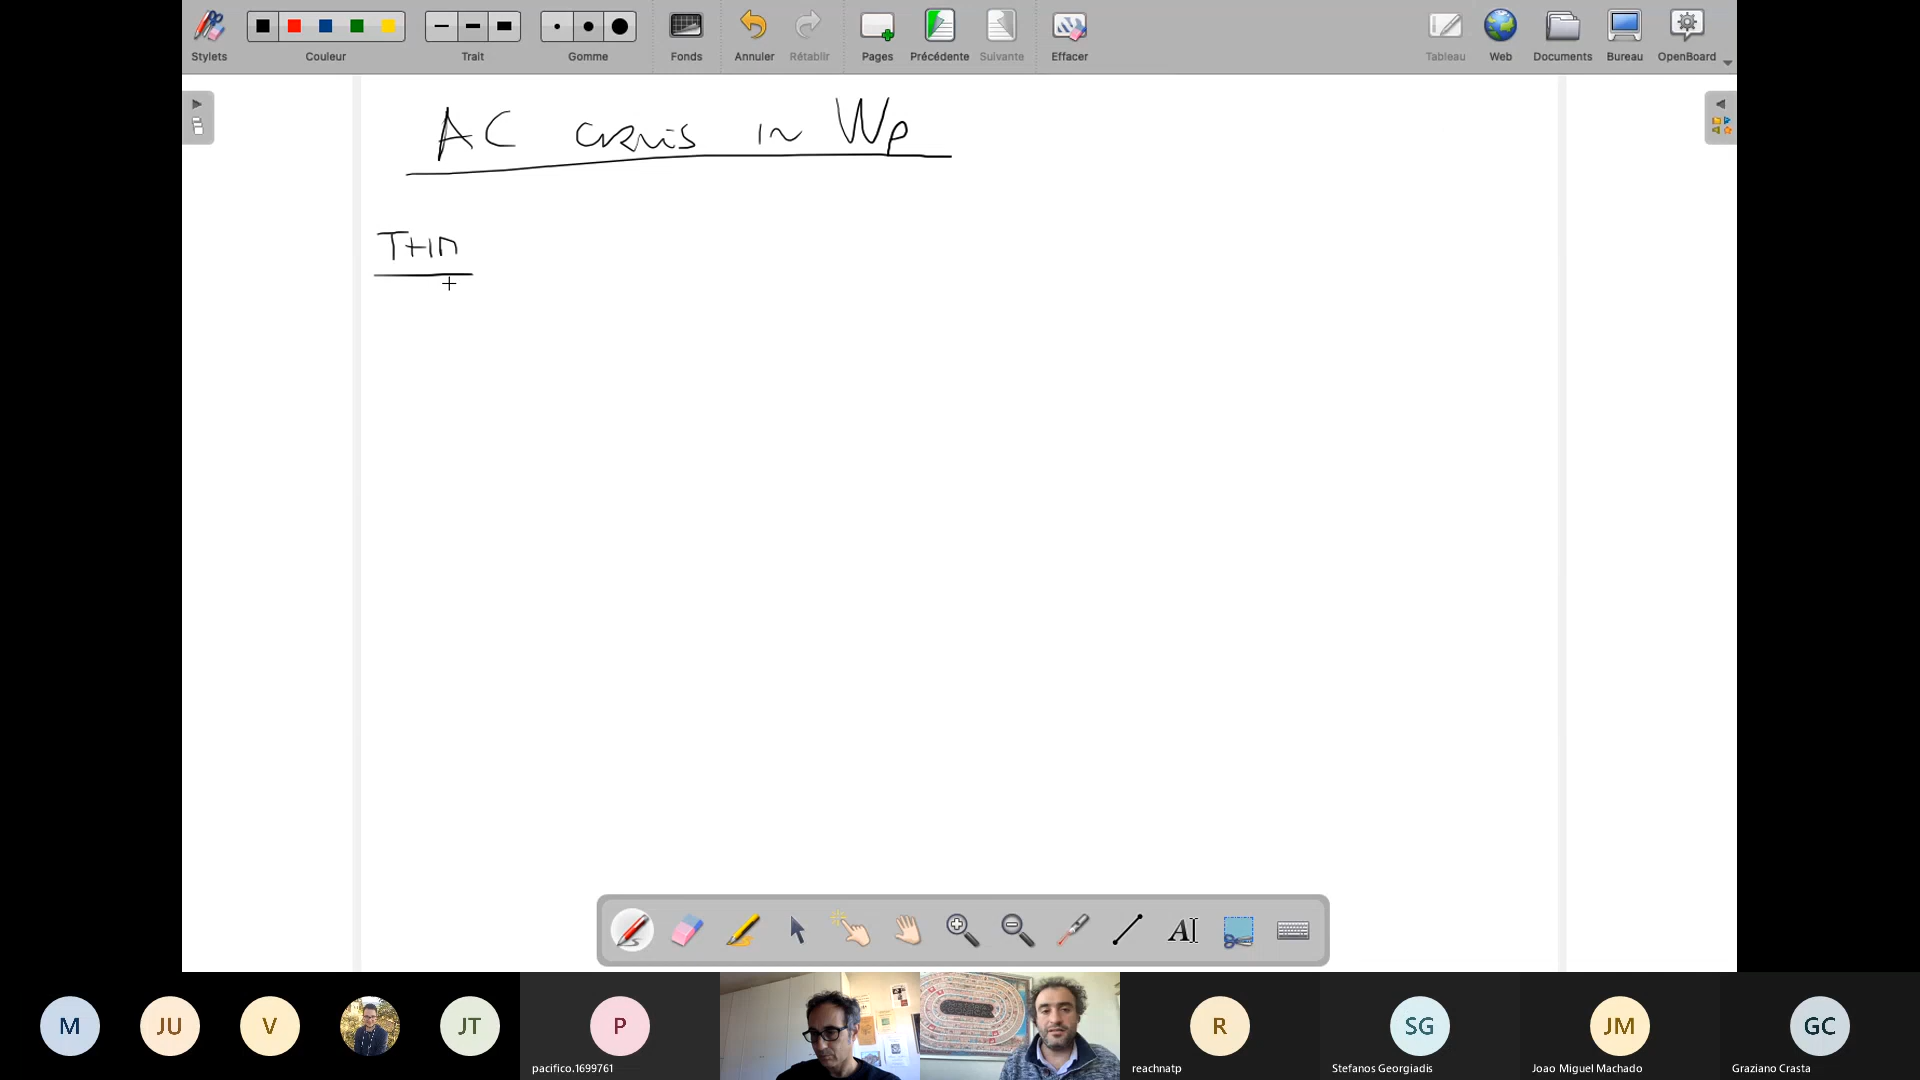 Stylets Couleur Trait Gomme Fonds Annuler Rétablir Pages Précédente Suivante Effacer Tableau Web Documents Bureau OpenBoard
AC curves in Wp
THM
M JU V JT P R SG JM GC
pacifico.1699761 reachnatp Stefanos Georgiadis Joao Miguel Machado Graziano Crasta